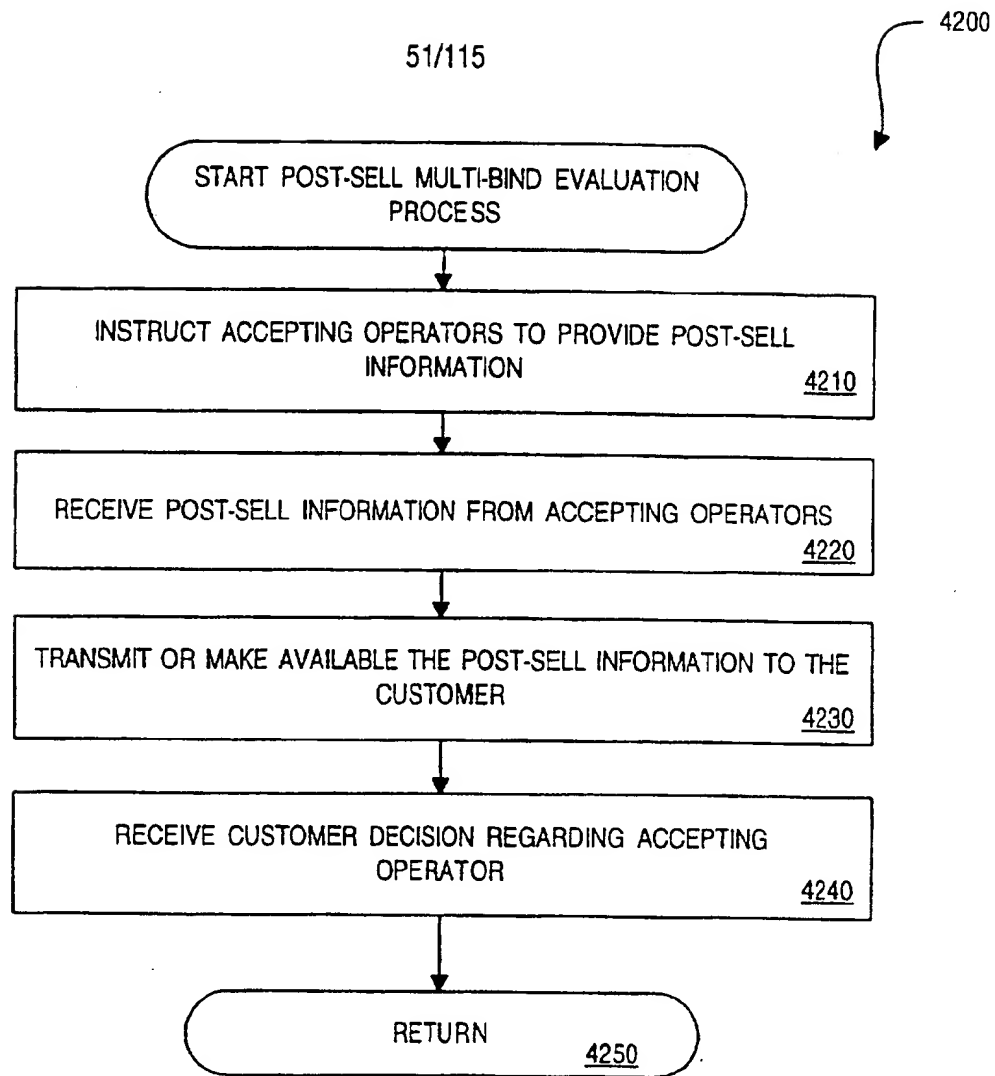 4200
51/115
START POST-SELL MULTI-BIND EVALUATION
PROCESS
INSTRUCT ACCEPTING OPERATORS TO PROVIDE POST-SELL
INFORMATION
4210
RECEIVE POST-SELL INFORMATION FROM ACCEPTING OPERATORS
4220
TRANSMIT OR MAKE AVAILABLE THE POST-SELL INFORMATION TO THE
CUSTOMER
4230
RECEIVE CUSTOMER DECISION REGARDING ACCEPTING
OPERATOR
4240
RETURN
4250